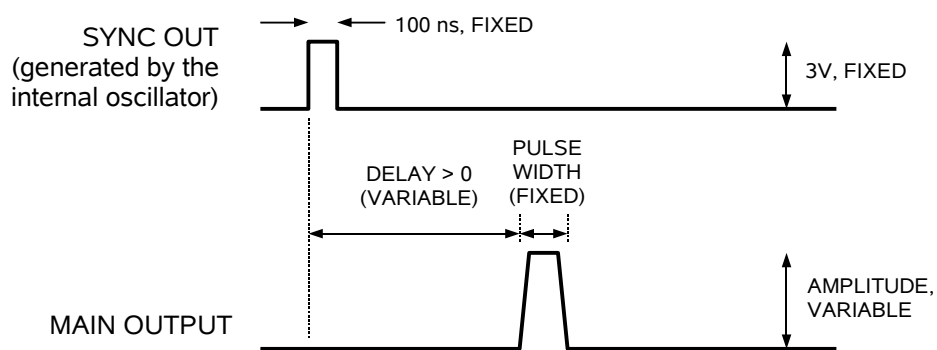 100 ns, FIXED
SYNC OUT
(generated by the
internal oscillator)
3V, FIXED
PULSE
WIDTH
(FIXED)
DELAY > 0
(VARIABLE)
AMPLITUDE,
VARIABLE
MAIN OUTPUT